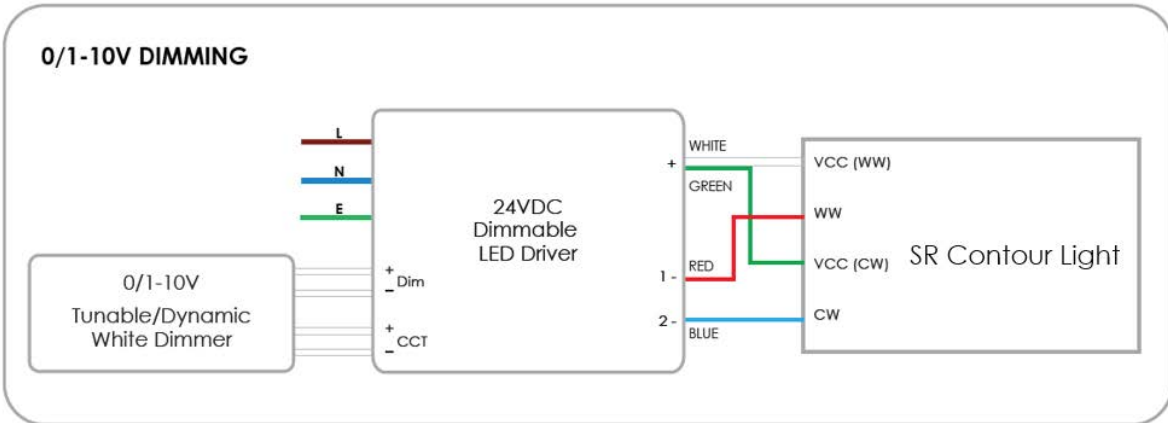 0/1-10V DIMMING
L
N
E
0/1-10V
Tunable/Dynamic
White Dimmer
+
Dim
–
+
CCT
–
24VDC
Dimmable
LED Driver
+
1 -
2 -
WHITE
GREEN
RED
BLUE
VCC (WW)
WW
VCC (CW)
CW
SR Contour Light